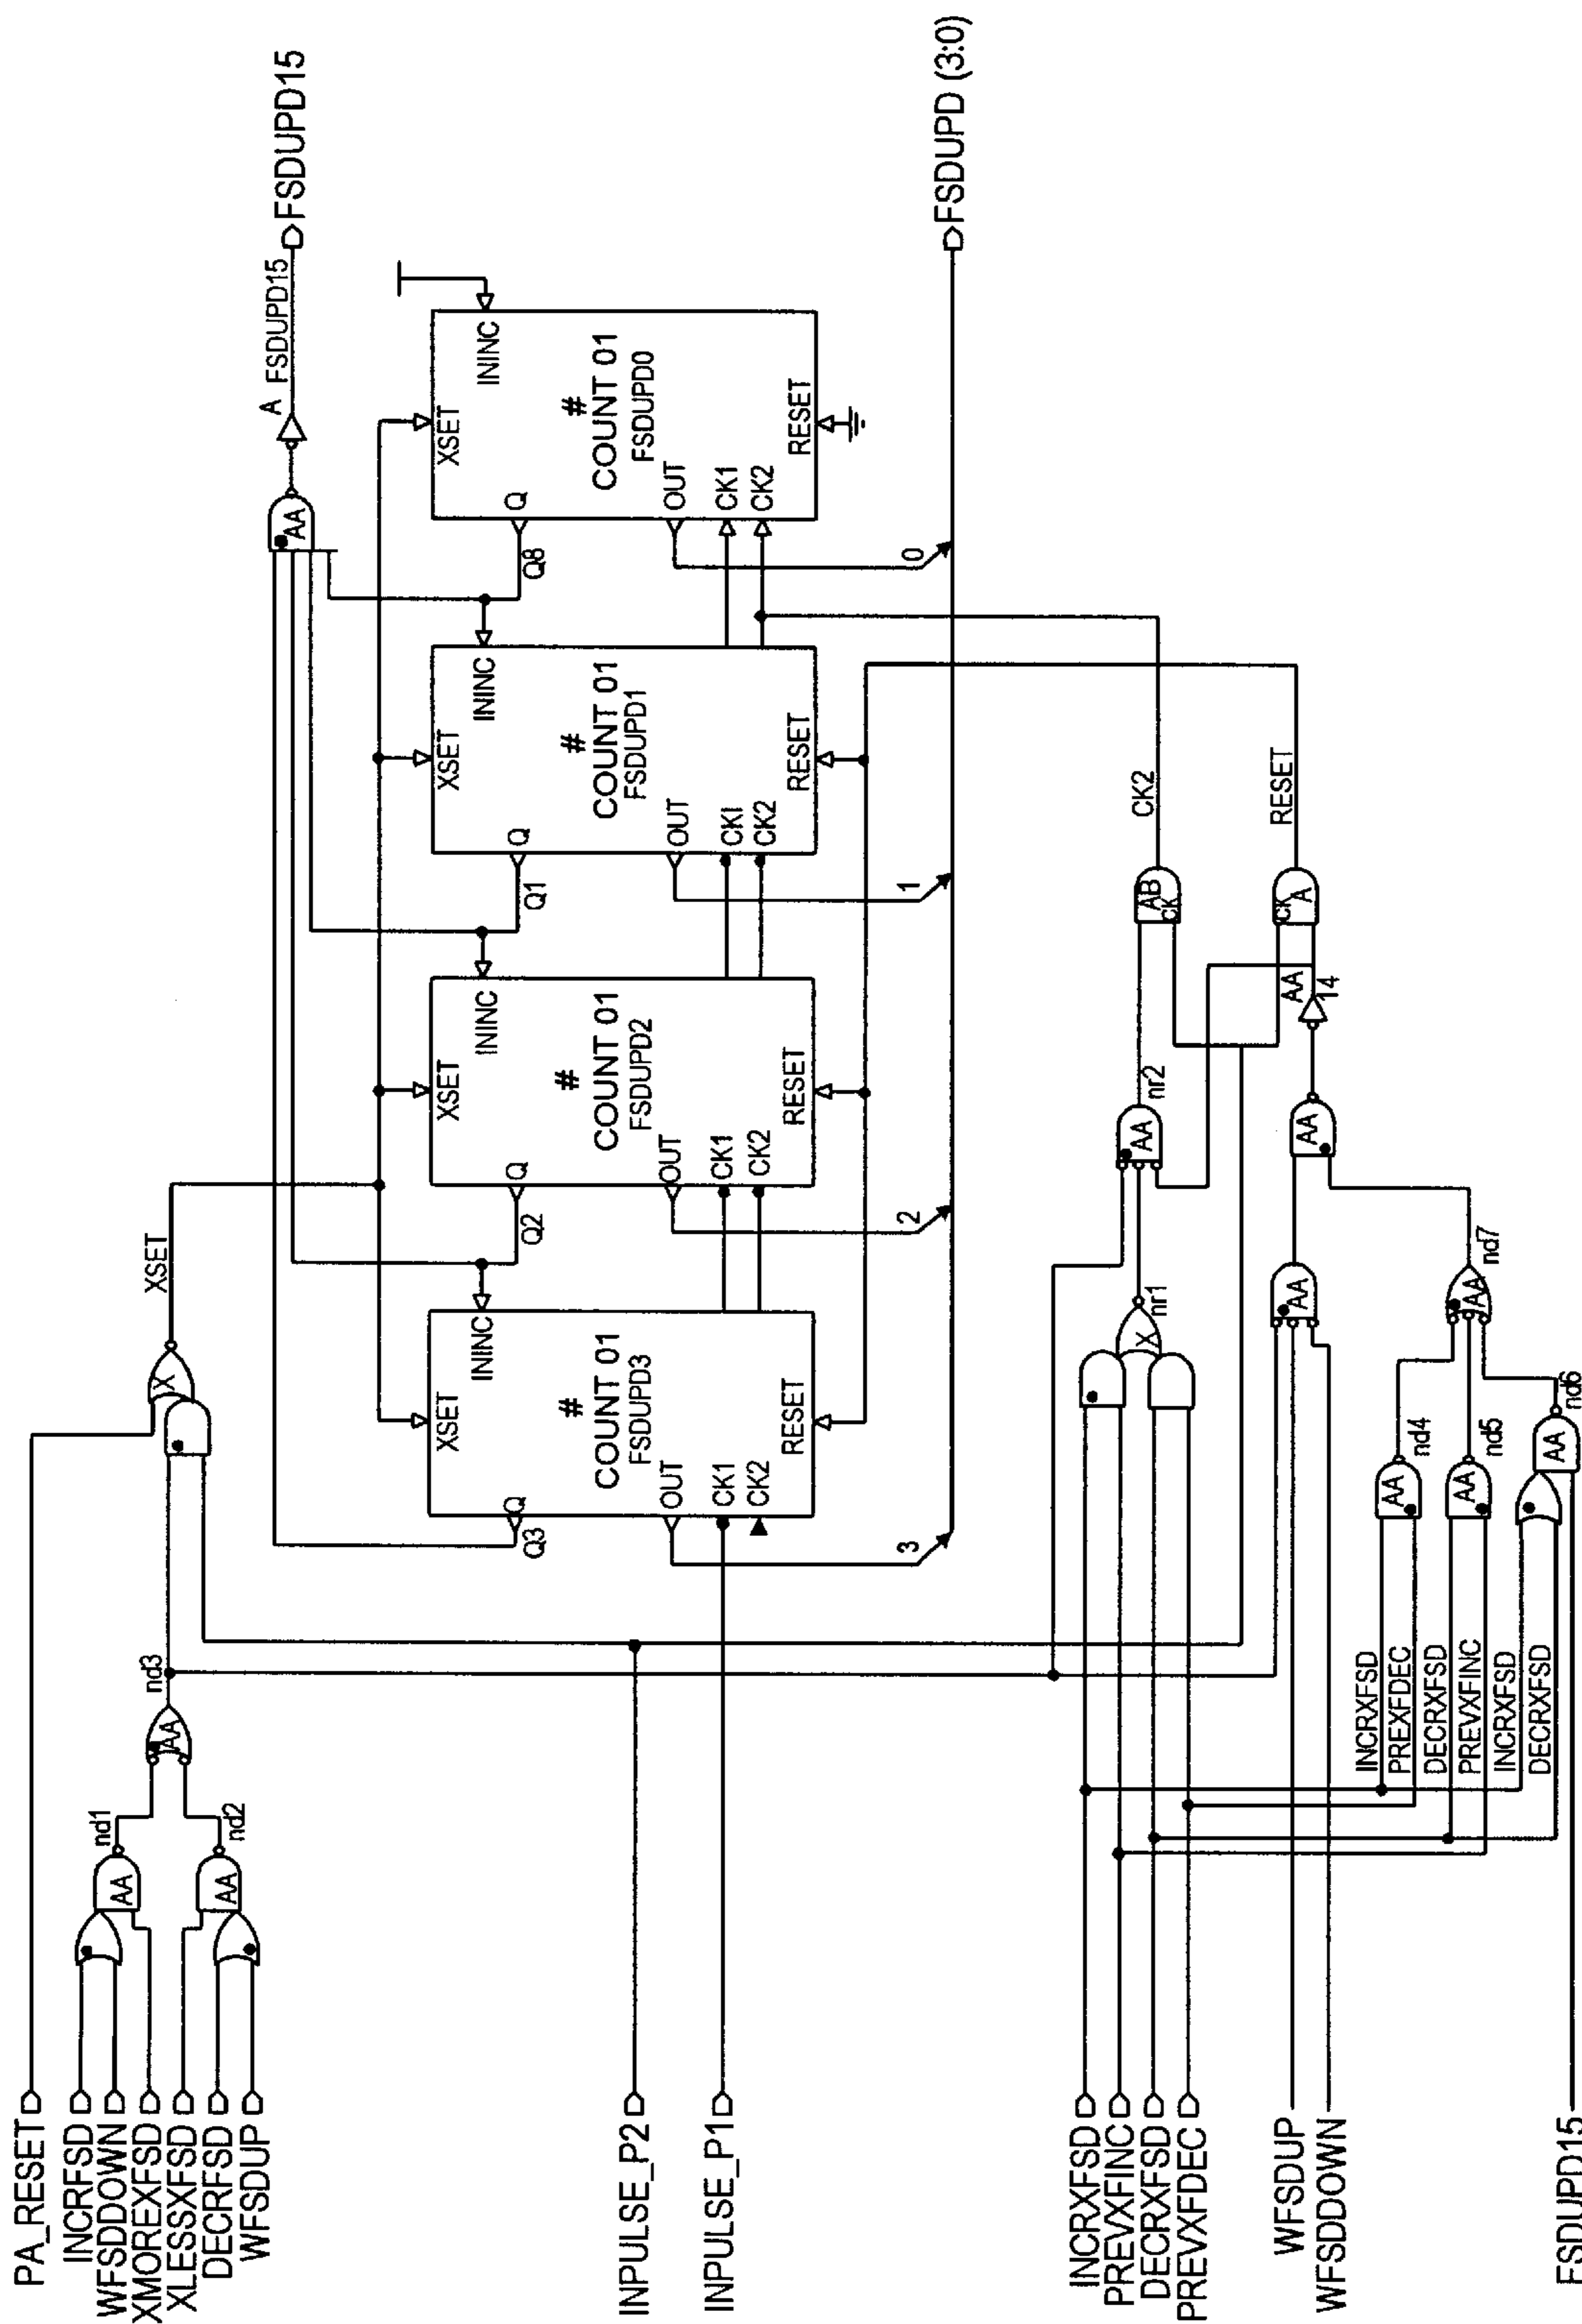 PA_RESET
INCRFSD
WFSDDOWN
XMOREXFSD
XLESSXFSD
DECRFSD
WFSDUP
AA
nd1
AA
nd2
AA
nd3
X
XSET
INPULSE_P2
INPULSE_P1
AA
A
FSDUPD15
FSDUPD15
XSET
ININC
Q
Q3
#
COUNT 01
FSDUPD3
OUT
CK1
CK2
RESET
3
XSET
ININC
Q
Q2
#
COUNT 01
FSDUPD2
OUT
CK1
CK2
RESET
2
XSET
ININC
Q
Q1
#
COUNT 01
FSDUPD1
OUT
CKI
CK2
RESET
1
XSET
ININC
Q
Q8
#
COUNT 01
FSDUPD0
OUT
CK1
CK2
RESET
0
FSDUPD (3:0)
INCRXFSD
PREVXFINC
DECRXFSD
PREVXFDEC
WFSDUP
WFSDDOWN
FSDUPD15
X
nr1
AA
nr2
AB
CK
CK2
CK
A
RESET
AA
AA
AA
14
INCRXFSD
PREXFDEC
DECRXFSD
PREVXFINC
INCRXFSD
DECRXFSD
AA
nd4
AA
nd5
AA
nd6
AA
nd7